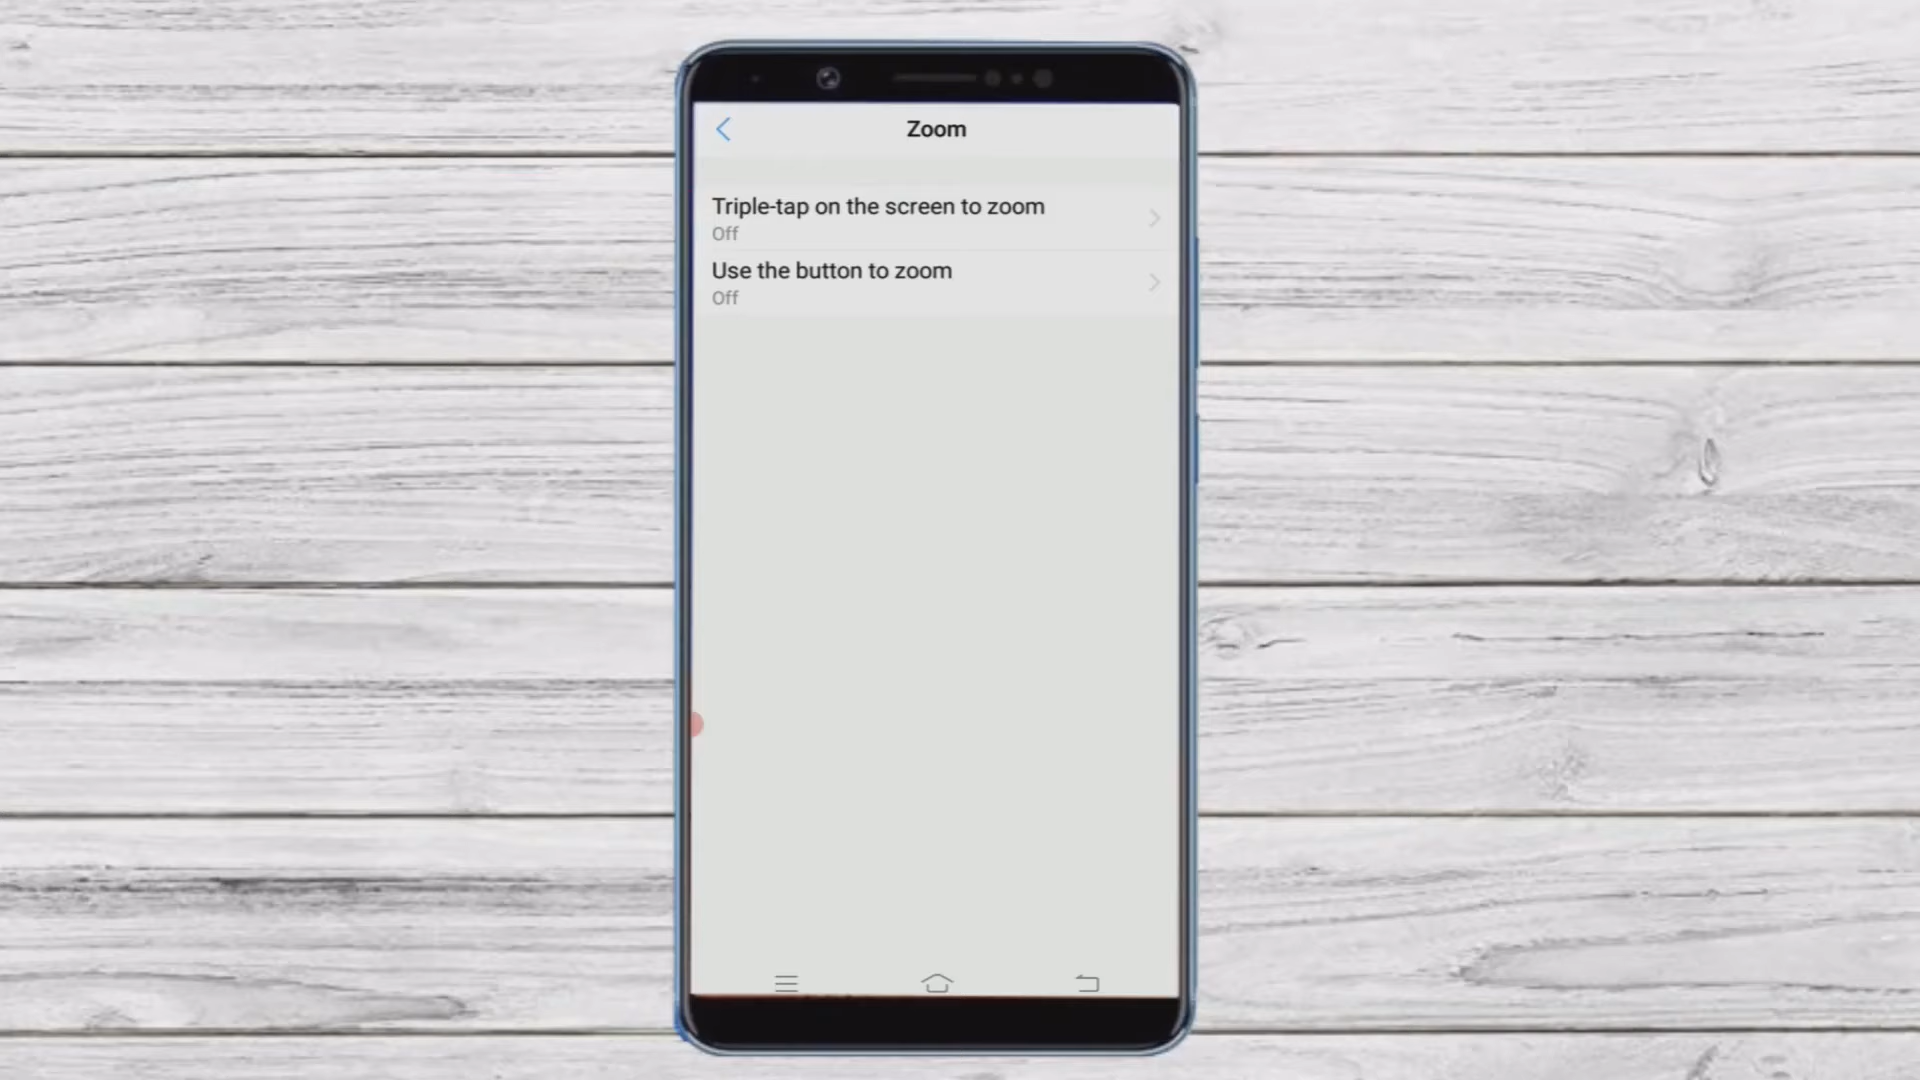 Zoom
Triple-tap on the screen to zoom
Off
Use the button to zoom
Off